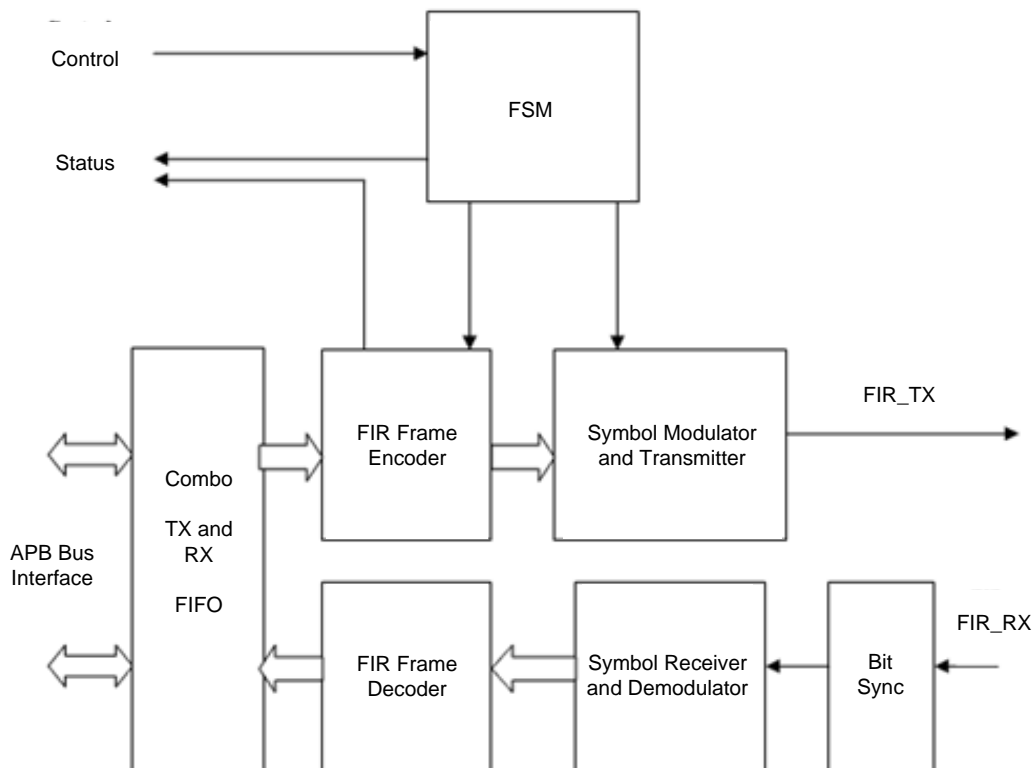 Control
FSM
Status
FIR_TX
FIR Frame
Encoder
Symbol Modulator
and Transmitter
Combo
TX and
RX
FIFO
APB Bus
Interface
FIR_RX
FIR Frame
Decoder
Symbol Receiver
and Demodulator
Bit
Sync